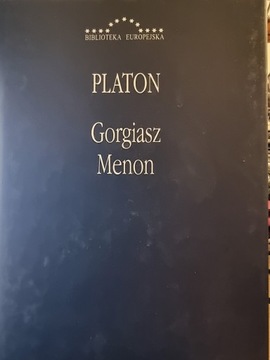 BIBLIOTEKA EUROPEJSKA
PLATON
Gorgiasz
Menon